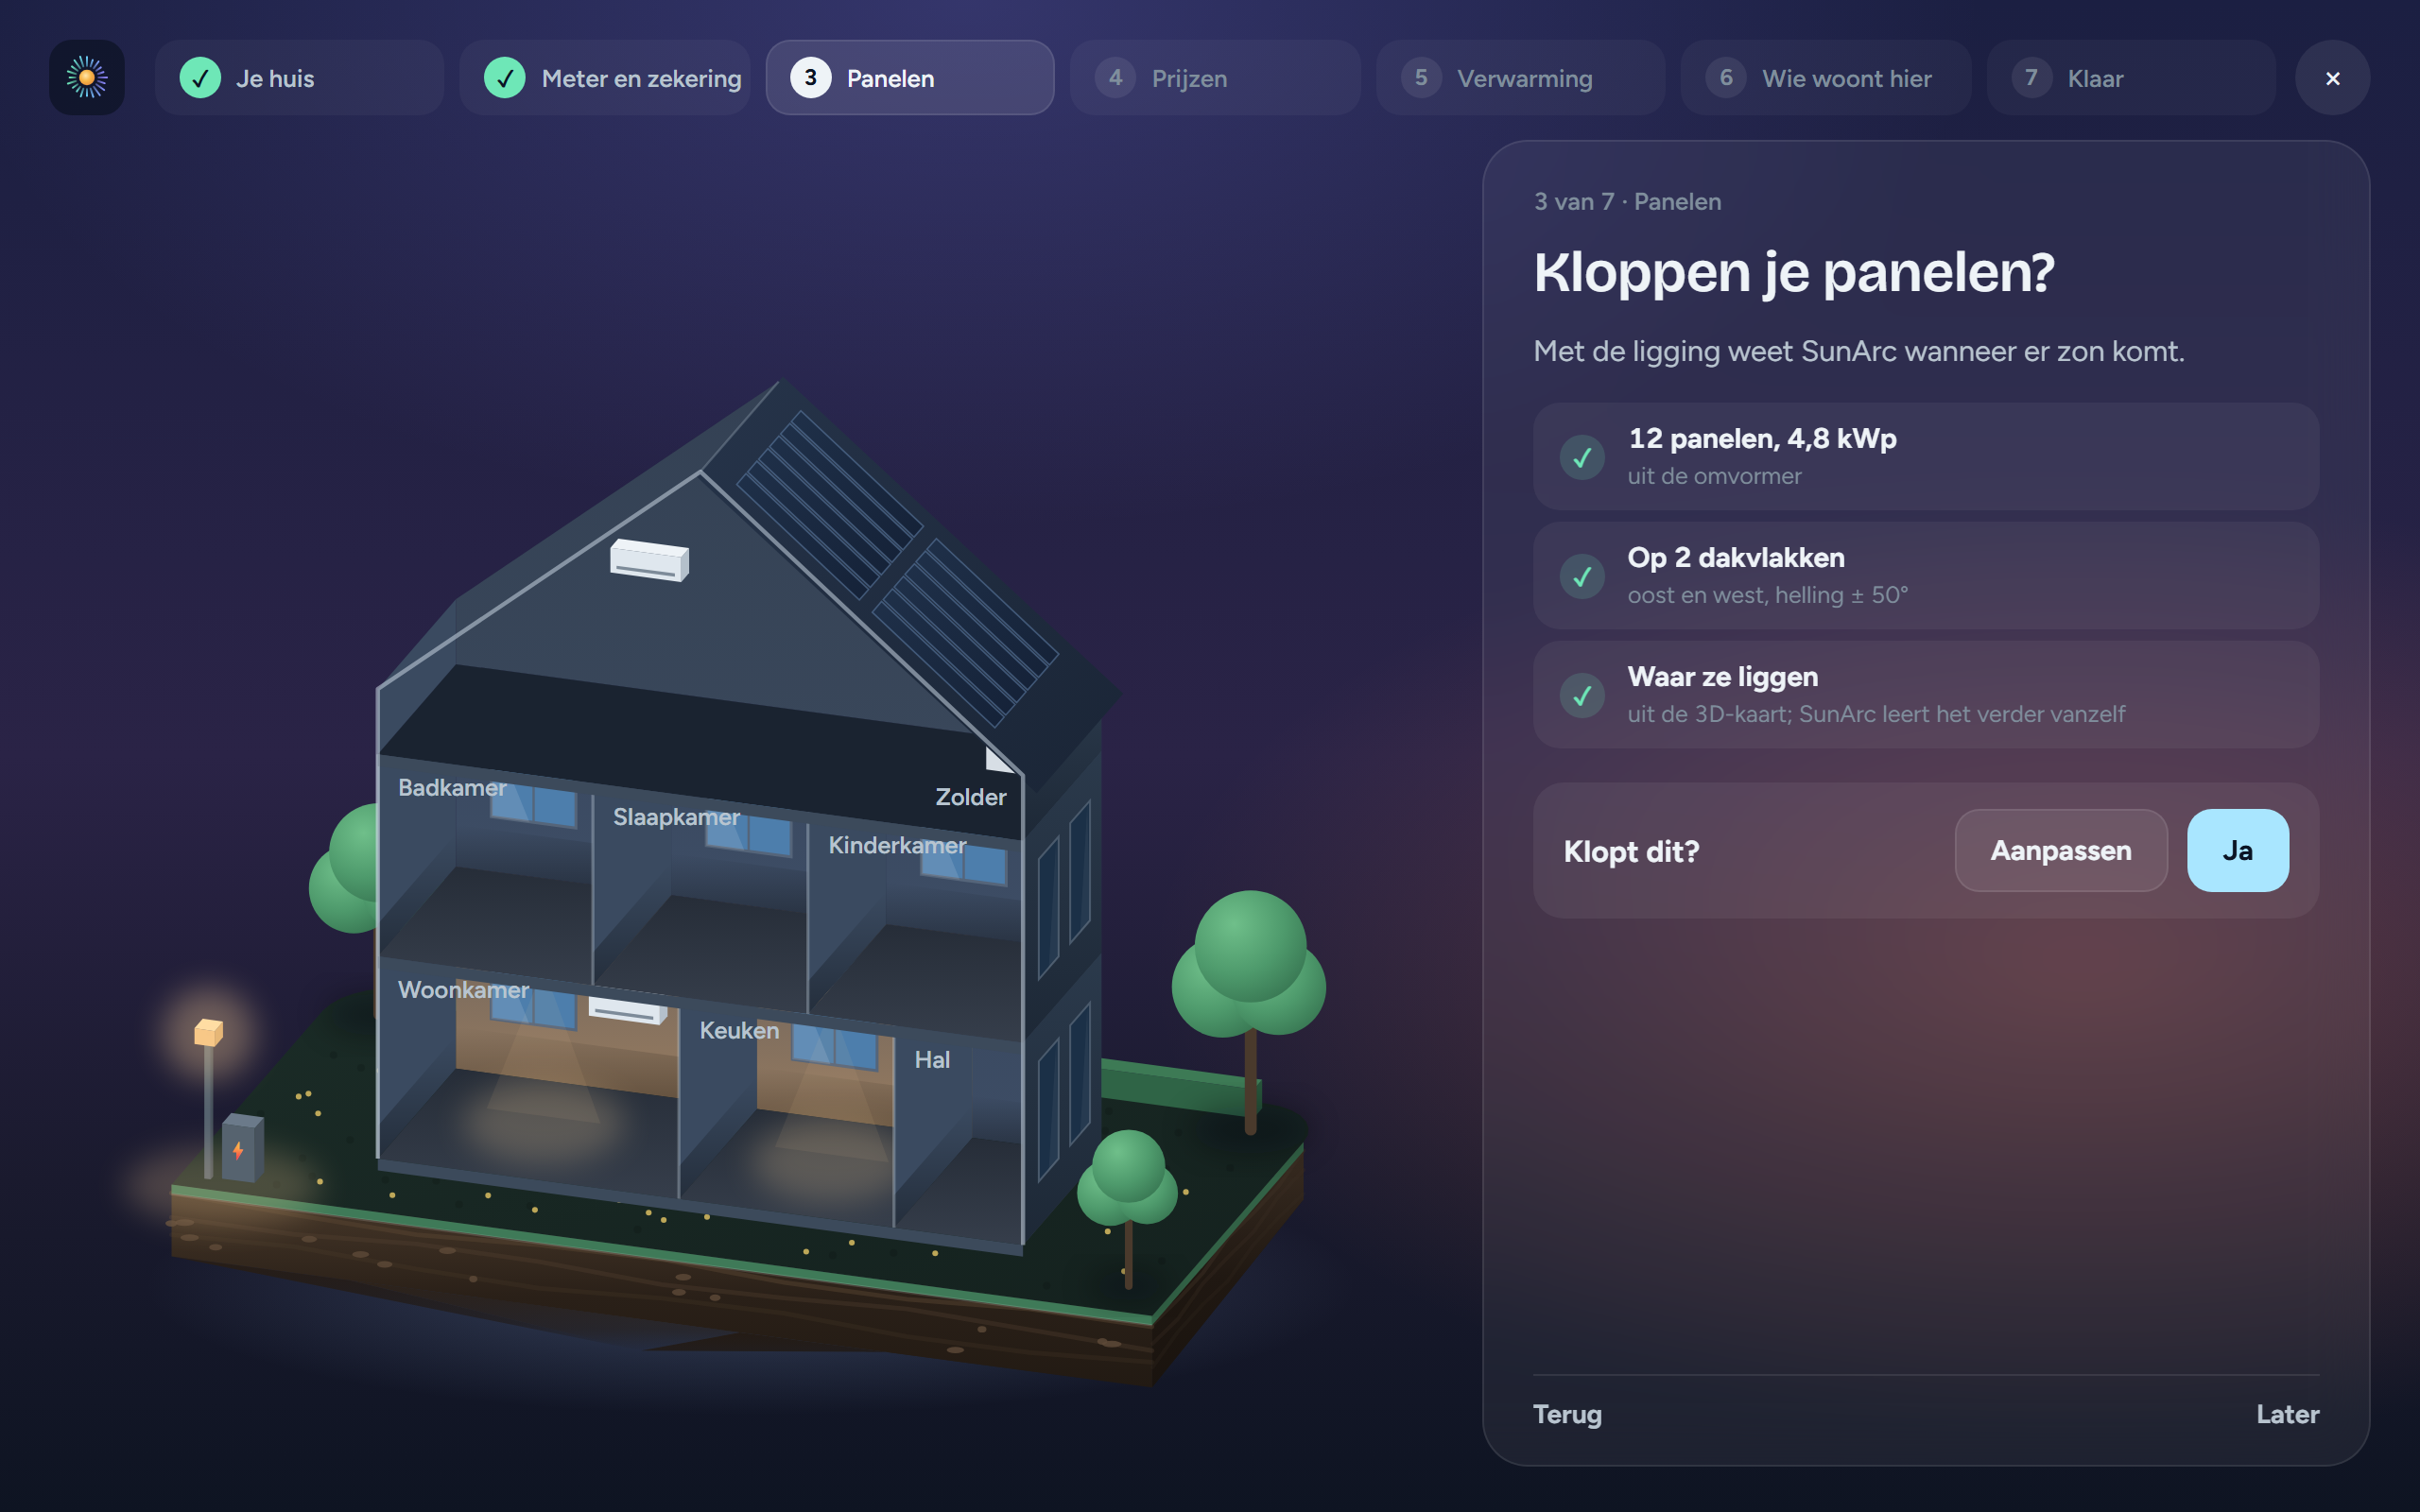 Je huis
Meter en zekering
3 Panelen
4 Prijzen
5 Verwarming
6 Wie woont hier
7 Klaar
3 van 7 · Panelen
Kloppen je panelen?
Met de ligging weet SunArc wanneer er zon komt.
12 panelen, 4,8 kWp
uit de omvormer
Op 2 dakvlakken
oost en west, helling ± 50°
Waar ze liggen
uit de 3D-kaart; SunArc leert het verder vanzelf
Klopt dit?
Aanpassen
Ja
Terug
Later
Badkamer
Slaapkamer
Zolder
Kinderkamer
Woonkamer
Keuken
Hal